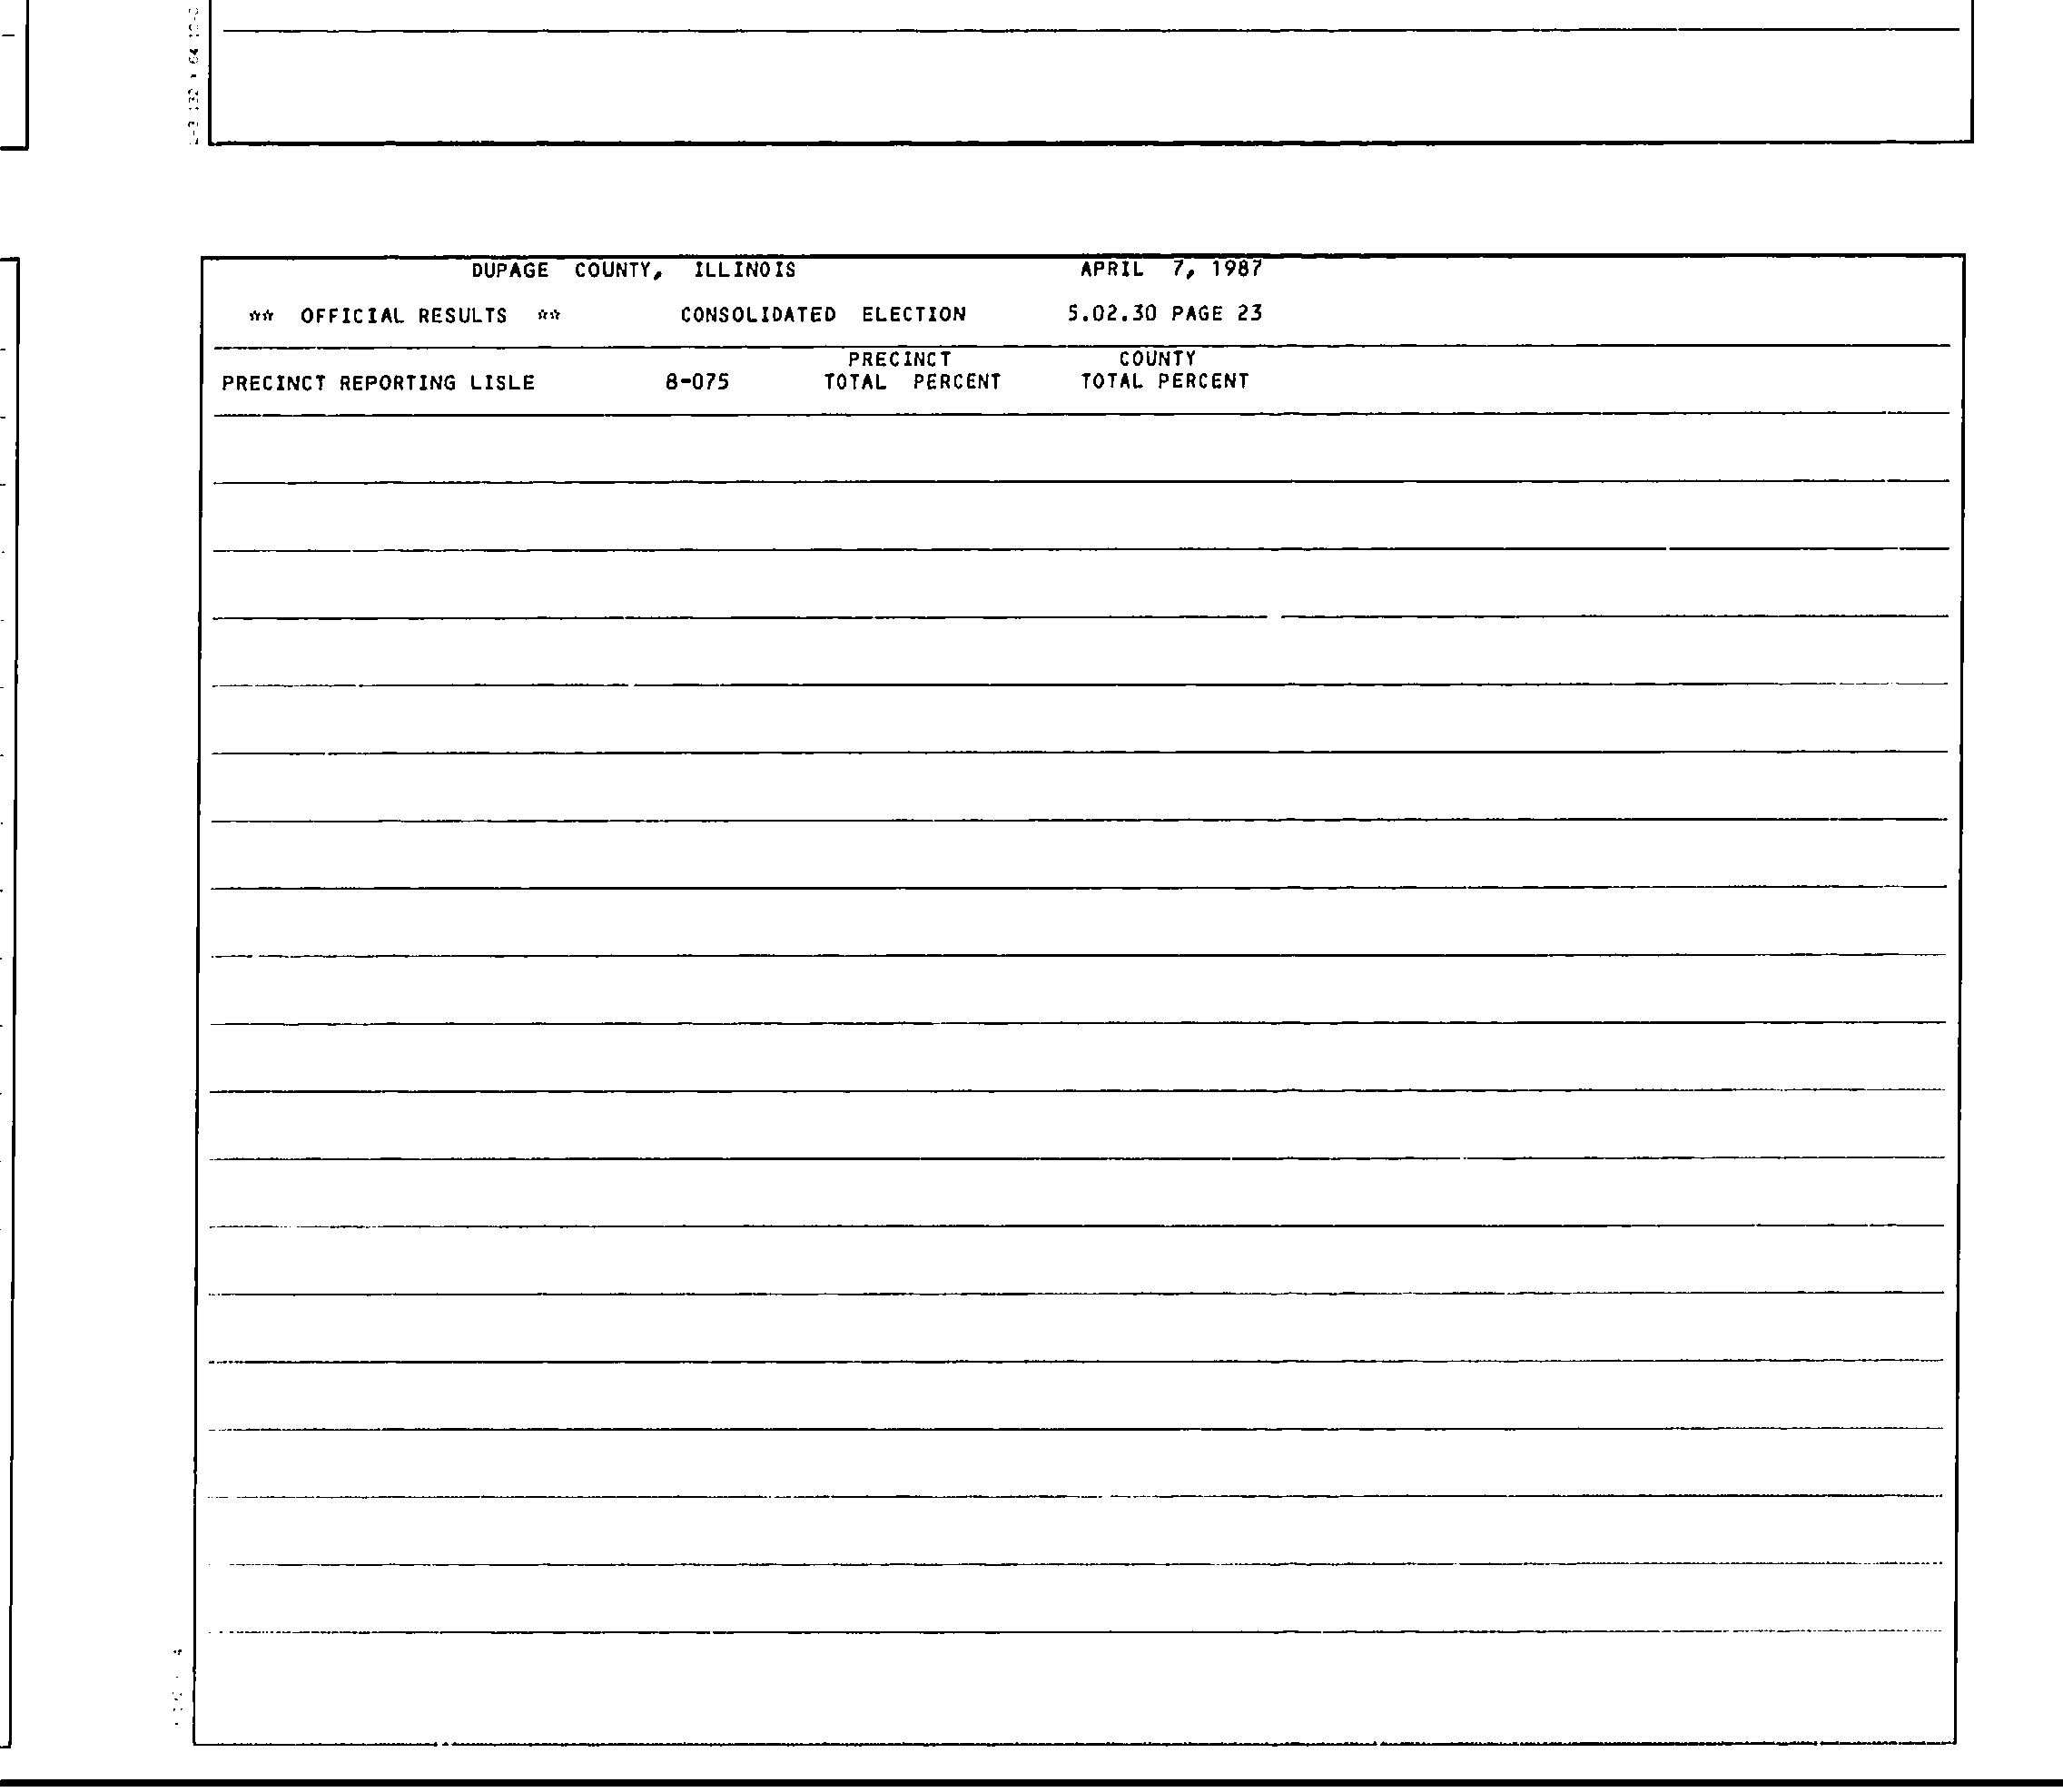 DUPAGE COUNTY, ILLINOIS APRIL 7, 1987
** OFFICIAL RESULTS ** CONSOLIDATED ELECTION 5.02.30 PAGE 23
PRECINCT COUNTY
PRECINCT REPORTING LISLE 8-075 TOTAL PERCENT TOTAL PERCENT